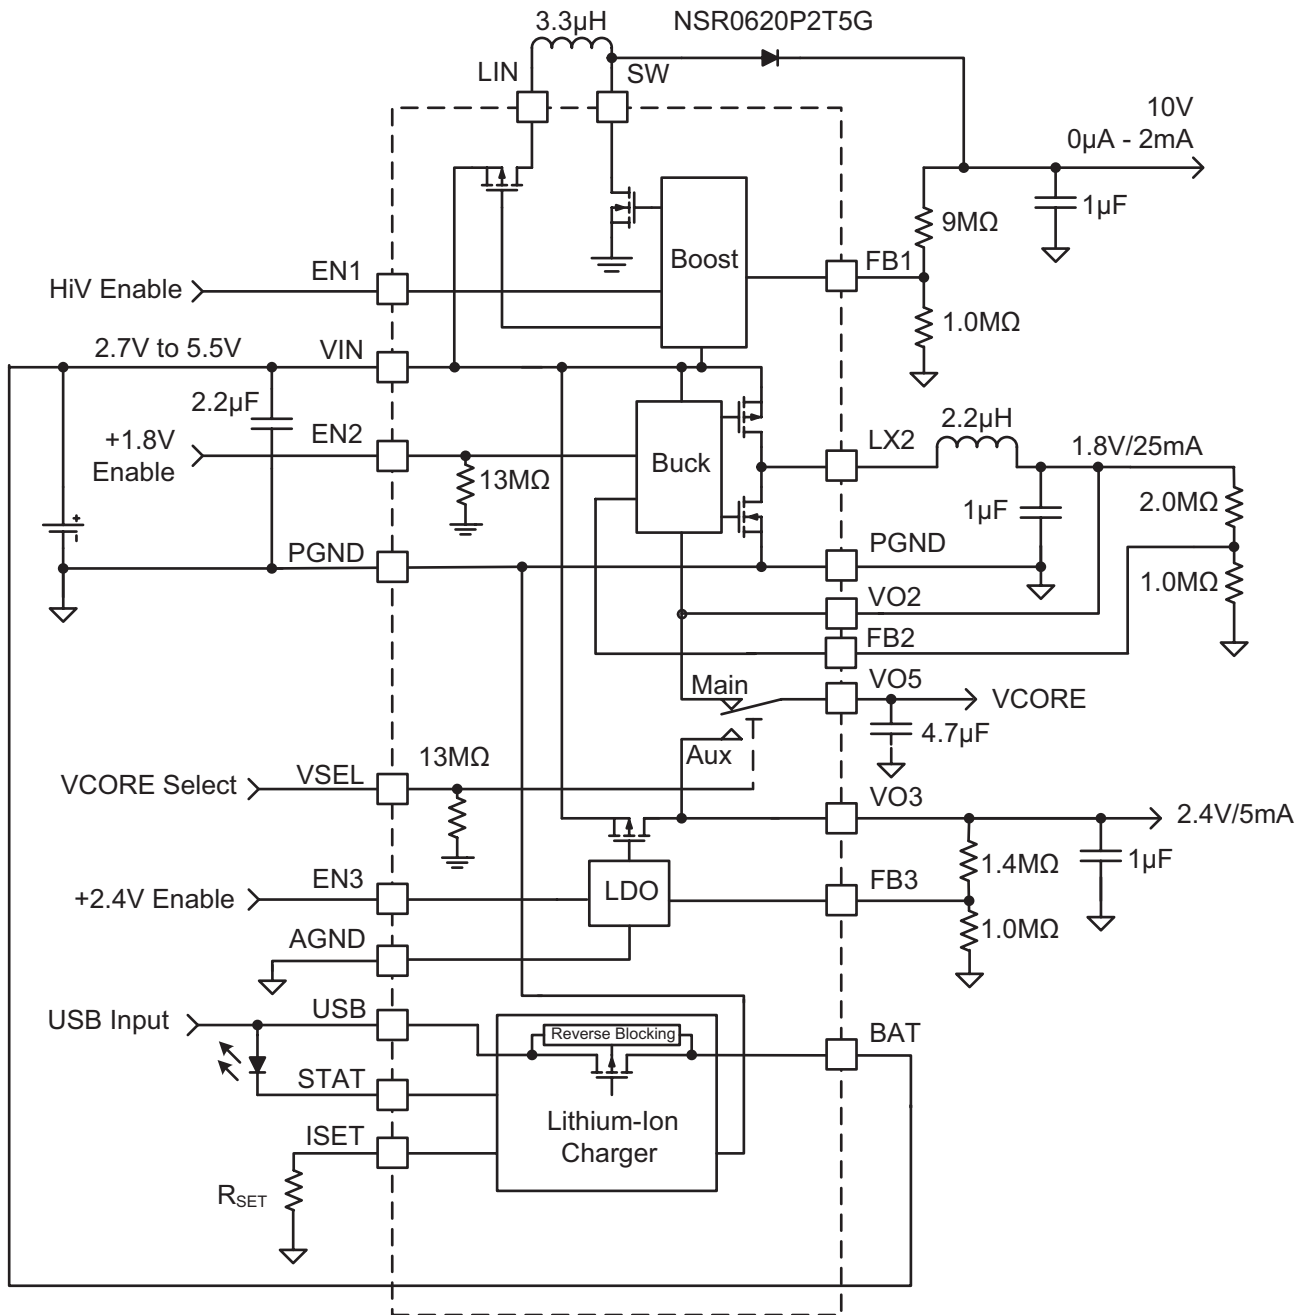 3.3µH
NSR0620P2T5G
LIN
SW
10V
0µA - 2mA
1µF
9MΩ
Boost
FB1
EN1
HiV Enable
1.0MΩ
2.7V to 5.5V
VIN
2.2µF
+1.8V
Enable
EN2
13MΩ
Buck
LX2
2.2µH
1.8V/25mA
1µF
2.0MΩ
+
-
PGND
PGND
1.0MΩ
VO2
FB2
Main
VO5
VCORE
4.7µF
Aux
13MΩ
VCORE Select
VSEL
VO3
2.4V/5mA
1.4MΩ
1µF
+2.4V Enable
EN3
LDO
FB3
1.0MΩ
AGND
USB Input
USB
Reverse Blocking
BAT
STAT
Lithium-Ion
Charger
ISET
RSET